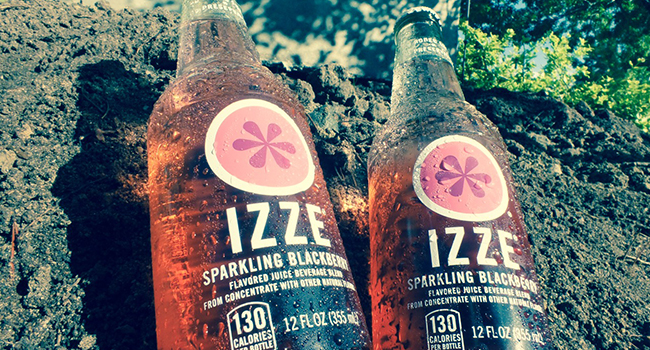 IZZE
SPARKLING BLACKBERRY
FLAVORED JUICE BEVERAGE BLEND
FROM CONCENTRATE WITH OTHER NATURAL
130
CALORIES
PER BOTTLE
12 FL OZ (355 mL)
IZZE
SPARKLING BLACKBERRY
FLAVORED JUICE BEVERAGE BLEND
FROM CONCENTRATE WITH OTHER NATURAL
130
CALORIES
PER BOTTLE
12 FL OZ (355 mL)